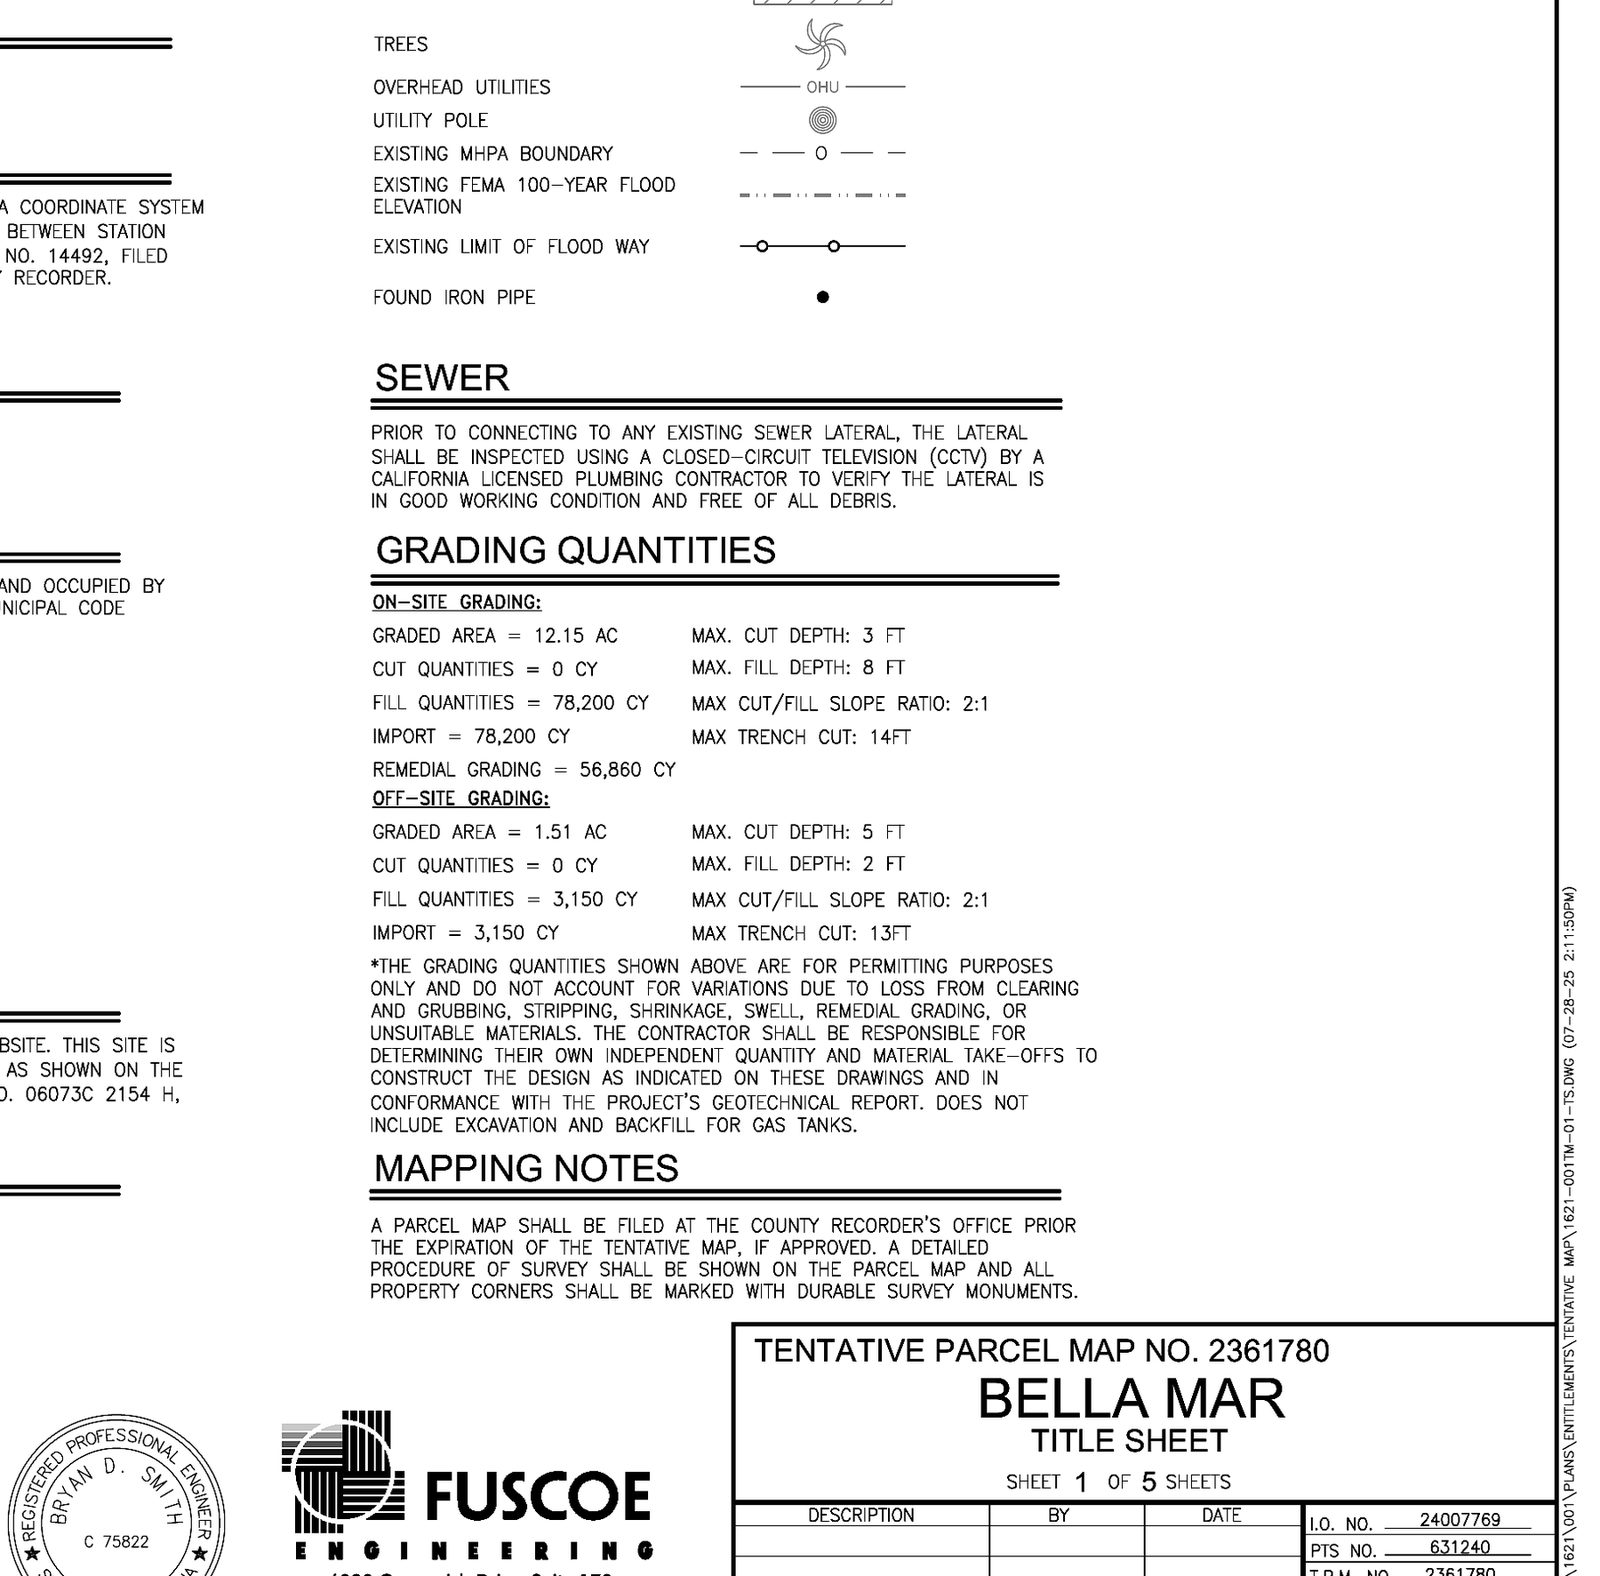 TREES
OVERHEAD UTILITIES
OHU
UTILITY POLE
EXISTING MHPA BOUNDARY
EXISTING FEMA 100-YEAR FLOOD
ELEVATION
EXISTING LIMIT OF FLOOD WAY
FOUND IRON PIPE
A COORDINATE SYSTEM
BETWEEN STATION
NO. 14492, FILED
RECORDER.
AND OCCUPIED BY
NICIPAL CODE
BSITE. THIS SITE IS
AS SHOWN ON THE
O. 06073C 2154 H,
SEWER
PRIOR TO CONNECTING TO ANY EXISTING SEWER LATERAL, THE LATERAL
SHALL BE INSPECTED USING A CLOSED-CIRCUIT TELEVISION (CCTV) BY A
CALIFORNIA LICENSED PLUMBING CONTRACTOR TO VERIFY THE LATERAL IS
IN GOOD WORKING CONDITION AND FREE OF ALL DEBRIS.
GRADING QUANTITIES
ON-SITE GRADING:
GRADED AREA = 12.15 AC MAX. CUT DEPTH: 3 FT
CUT QUANTITIES = 0 CY MAX. FILL DEPTH: 8 FT
FILL QUANTITIES = 78,200 CY MAX CUT/FILL SLOPE RATIO: 2:1
IMPORT = 78,200 CY MAX TRENCH CUT: 14FT
REMEDIAL GRADING = 56,860 CY
OFF-SITE GRADING:
GRADED AREA = 1.51 AC MAX. CUT DEPTH: 5 FT
CUT QUANTITIES = 0 CY MAX. FILL DEPTH: 2 FT
FILL QUANTITIES = 3,150 CY MAX CUT/FILL SLOPE RATIO: 2:1
IMPORT = 3,150 CY MAX TRENCH CUT: 13FT
*THE GRADING QUANTITIES SHOWN ABOVE ARE FOR PERMITTING PURPOSES
ONLY AND DO NOT ACCOUNT FOR VARIATIONS DUE TO LOSS FROM CLEARING
AND GRUBBING, STRIPPING, SHRINKAGE, SWELL, REMEDIAL GRADING, OR
UNSUITABLE MATERIALS. THE CONTRACTOR SHALL BE RESPONSIBLE FOR
DETERMINING THEIR OWN INDEPENDENT QUANTITY AND MATERIAL TAKE-OFFS TO
CONSTRUCT THE DESIGN AS INDICATED ON THESE DRAWINGS AND IN
CONFORMANCE WITH THE PROJECT'S GEOTECHNICAL REPORT. DOES NOT
INCLUDE EXCAVATION AND BACKFILL FOR GAS TANKS.
MAPPING NOTES
A PARCEL MAP SHALL BE FILED AT THE COUNTY RECORDER'S OFFICE PRIOR
THE EXPIRATION OF THE TENTATIVE MAP, IF APPROVED. A DETAILED
PROCEDURE OF SURVEY SHALL BE SHOWN ON THE PARCEL MAP AND ALL
PROPERTY CORNERS SHALL BE MARKED WITH DURABLE SURVEY MONUMENTS.
REGISTERED PROFESSIONAL ENGINEER
BRYAN D. SMITH
C 75822
FUSCOE
ENGINEERING
TENTATIVE PARCEL MAP NO. 2361780
BELLA MAR
TITLE SHEET
SHEET 1 OF 5 SHEETS
DESCRIPTION BY DATE
I.O. NO. 24007769
PTS NO. 631240
T.P.M. NO. 2361780
\1621\001\PLANS\ENTITLEMENTS\TENTATIVE MAP\1621-001TM-01-TS.DWG (07-28-25 2:11:50PM)